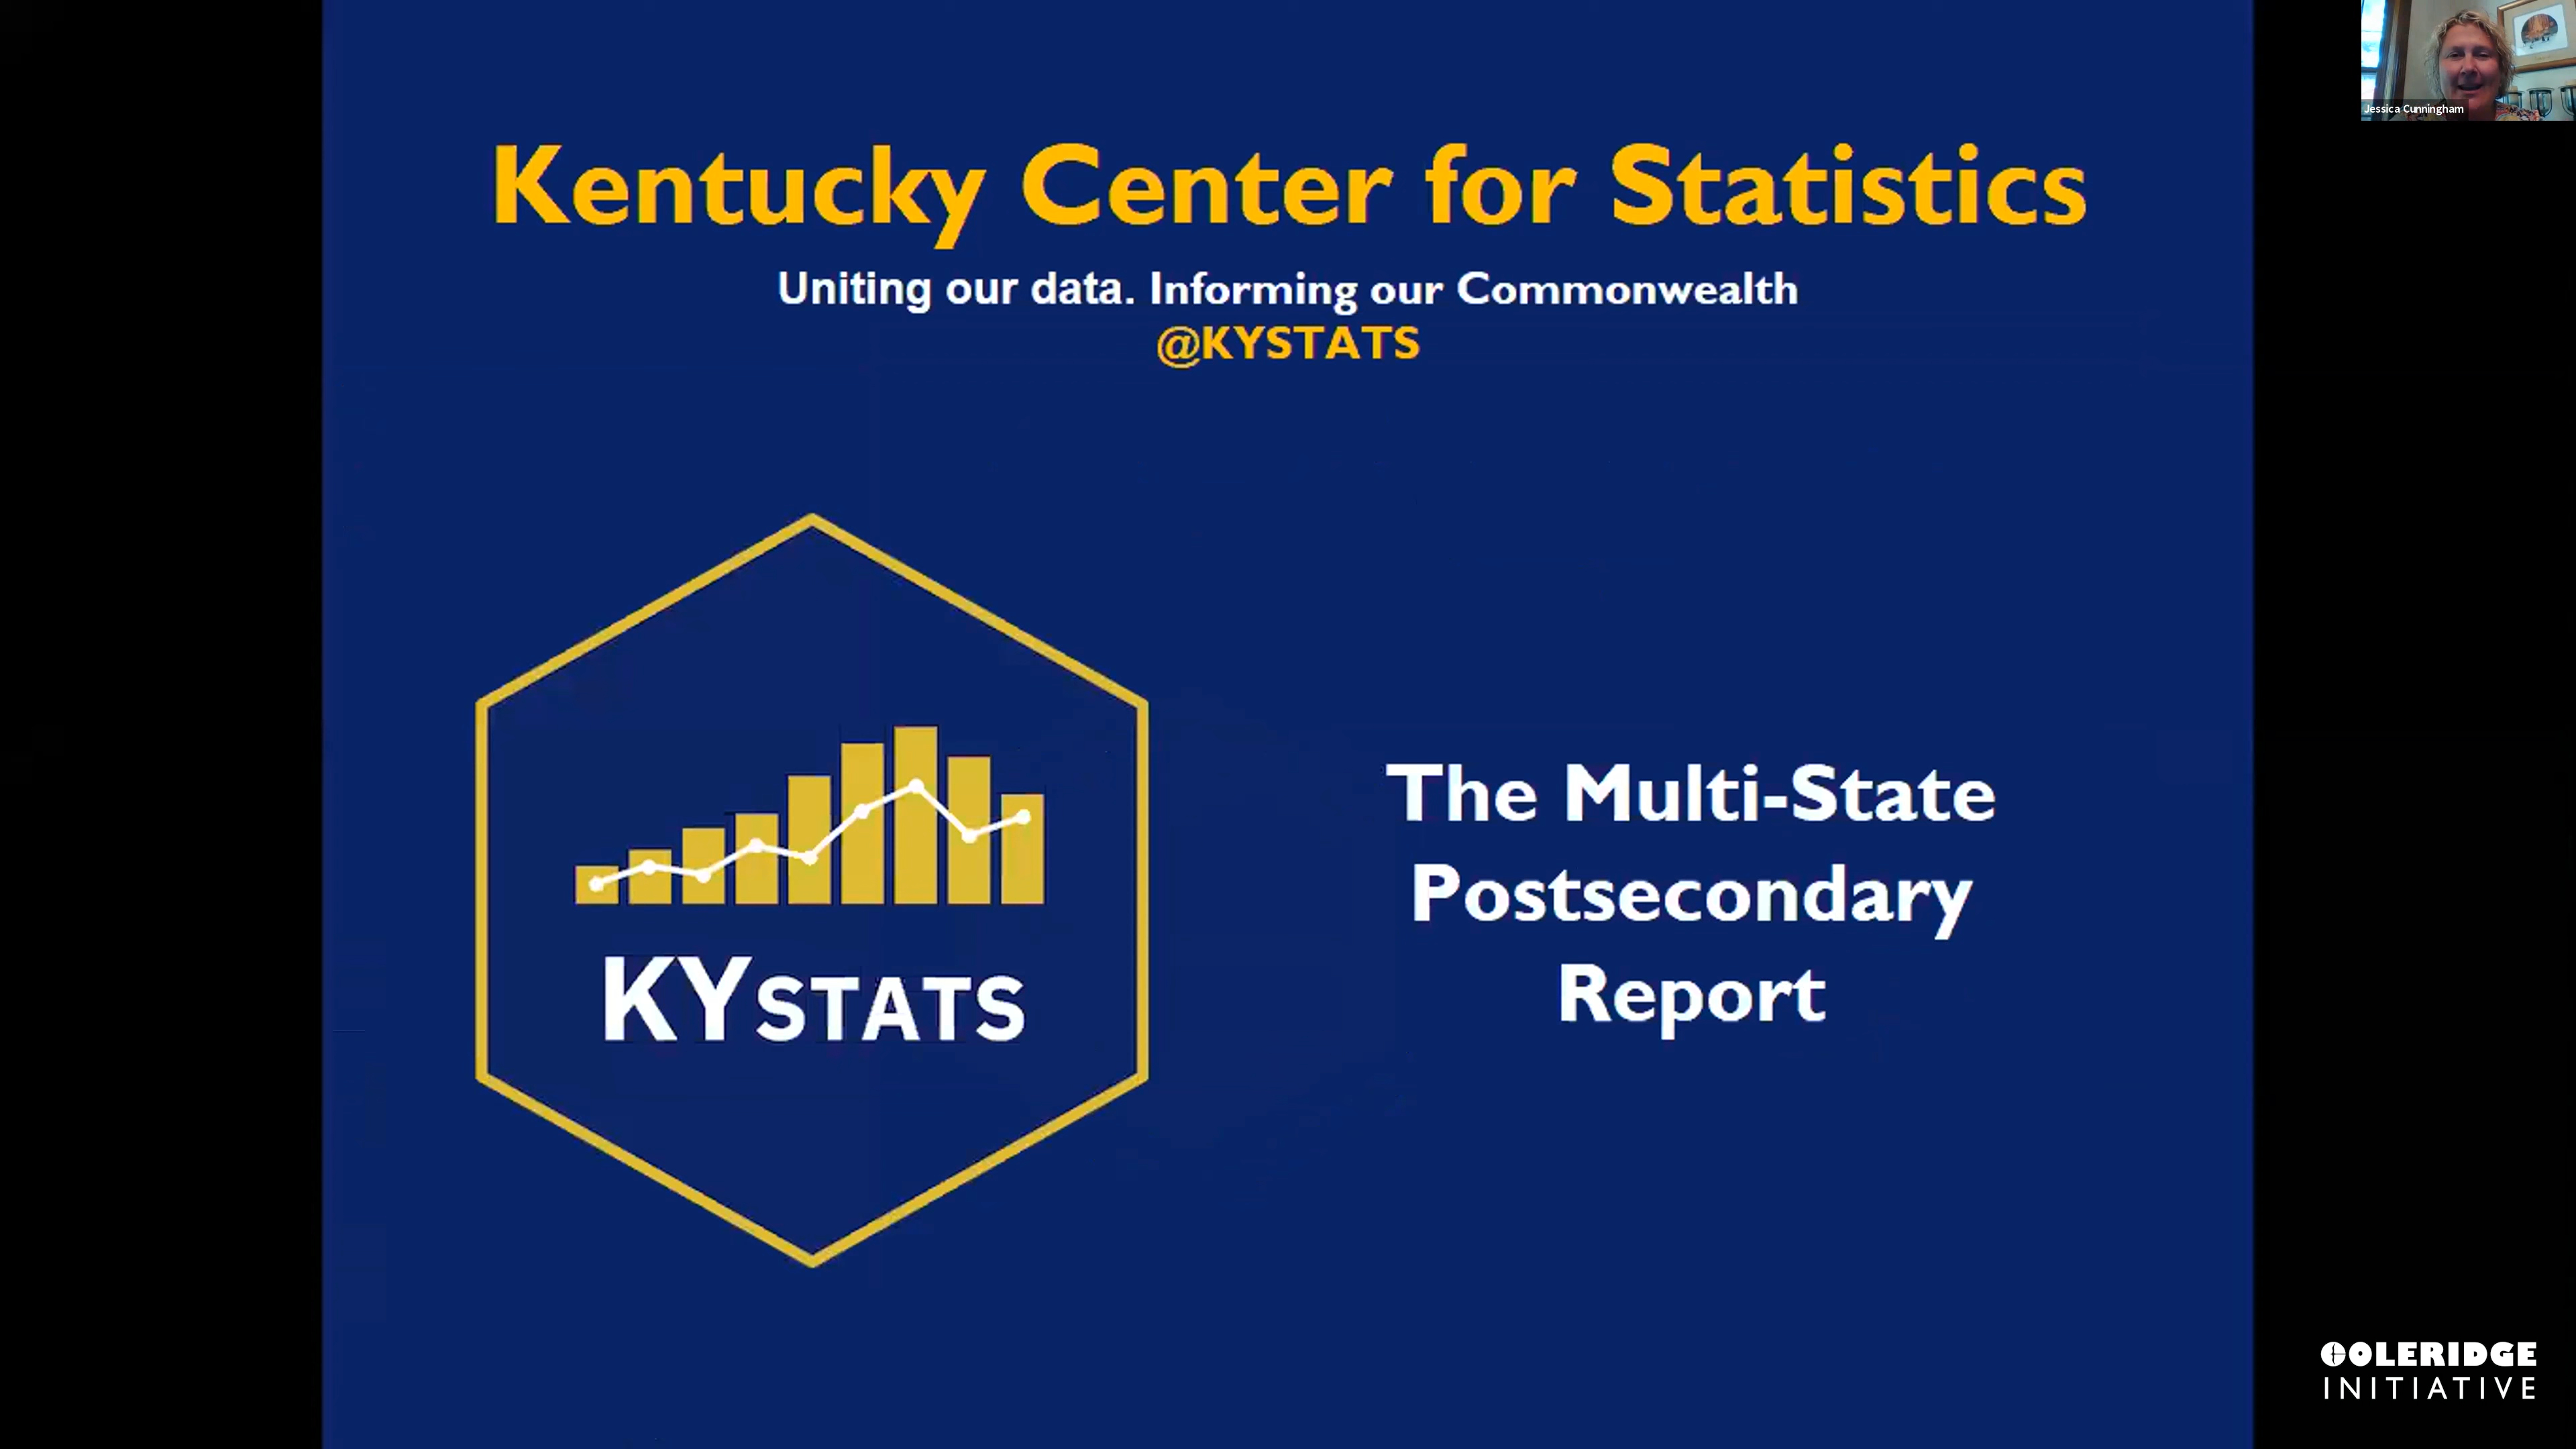 Jessica Cunningham
Kentucky Center for Statistics
Uniting our data. Informing our Commonwealth
@KYSTATS
KYSTATS
The Multi-State
Postsecondary
Report
COLERIDGE
INITIATIVE